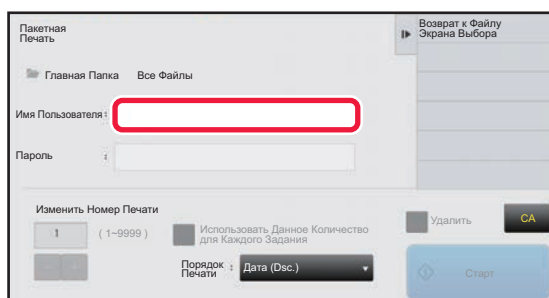 Пакетная
Печать
Возврат к Файлу
Экрана Выбора
Главная Папка Все Файлы
Имя Пользователя :
Пароль :
Изменить Номер Печати
1 ( 1~9999 )
Использовать Данное Количество
для Каждого Задания
Удалить
CA
Порядок :
Печати
Дата (Dsc.)
Старт